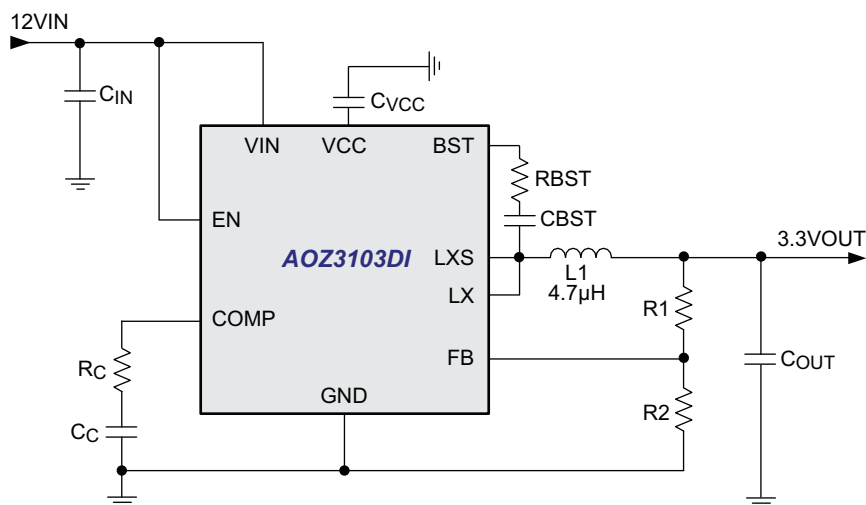 12VIN
CIN
CVCC
VIN
VCC
BST
RBST
CBST
EN
AOZ3103DI
LXS
LX
L1
4.7µH
3.3VOUT
R1
COMP
FB
COUT
RC
R2
GND
CC